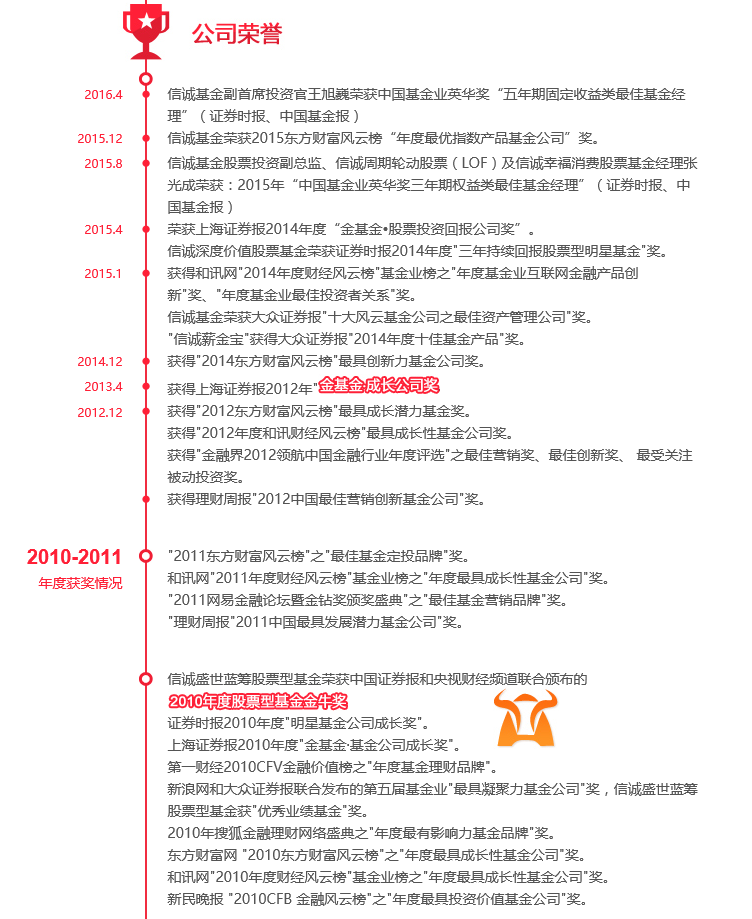 公司荣誉
2016.4 信诚基金副首席投资官王旭巍荣获中国基金业英华奖“五年期固定收益类最佳基金经
理”（证券时报、中国基金报）
2015.12 信诚基金荣获2015东方财富风云榜“年度最优指数产品基金公司”奖。
2015.8 信诚基金股票投资副总监、信诚周期轮动股票（LOF）及信诚幸福消费股票基金经理张
光成荣获：2015年“中国基金业英华奖三年期权益类最佳基金经理”（证券时报、中
国基金报）
2015.4 荣获上海证券报2014年度“金基金•股票投资回报公司奖”。
信诚深度价值股票基金荣获证券时报2014年度"三年持续回报股票型明星基金"奖。
2015.1 获得和讯网"2014年度财经风云榜"基金业榜之"年度基金业互联网金融产品创
新"奖、"年度基金业最佳投资者关系"奖。
信诚基金荣获大众证券报"十大风云基金公司之最佳资产管理公司"奖。
"信诚薪金宝"获得大众证券报"2014年度十佳基金产品"奖。
2014.12 获得"2014东方财富风云榜"最具创新力基金公司奖。
2013.4 获得上海证券报2012年"金基金·成长公司奖
2012.12 获得"2012东方财富风云榜"最具成长潜力基金奖。
获得"2012年度和讯财经风云榜"最具成长性基金公司奖。
获得"金融界2012领航中国金融行业年度评选"之最佳营销奖、最佳创新奖、 最受关注
被动投资奖。
获得理财周报"2012中国最佳营销创新基金公司"奖。
2010-2011 "2011东方财富风云榜"之"最佳基金定投品牌"奖。
年度获奖情况 和讯网"2011年度财经风云榜"基金业榜之"年度最具成长性基金公司"奖。
"2011网易金融论坛暨金钻奖颁奖盛典"之"最佳基金营销品牌"奖。
"理财周报"2011中国最具发展潜力基金公司"奖。
信诚盛世蓝筹股票型基金荣获中国证券报和央视财经频道联合颁布的
2010年度股票型基金金牛奖
证券时报2010年度"明星基金公司成长奖"。
上海证券报2010年度"金基金·基金公司成长奖"。
第一财经2010CFV金融价值榜之"年度基金理财品牌"。
新浪网和大众证券报联合发布的第五届基金业"最具凝聚力基金公司"奖，信诚盛世蓝筹
股票型基金获"优秀业绩基金"奖。
2010年搜狐金融理财网络盛典之"年度最有影响力基金品牌"奖。
东方财富网 "2010东方财富风云榜"之"年度最具成长性基金公司"奖。
和讯网"2010年度财经风云榜"基金业榜之"年度最具成长性基金公司"奖。
新民晚报 "2010CFB 金融风云榜"之"年度最具投资价值基金公司"奖。